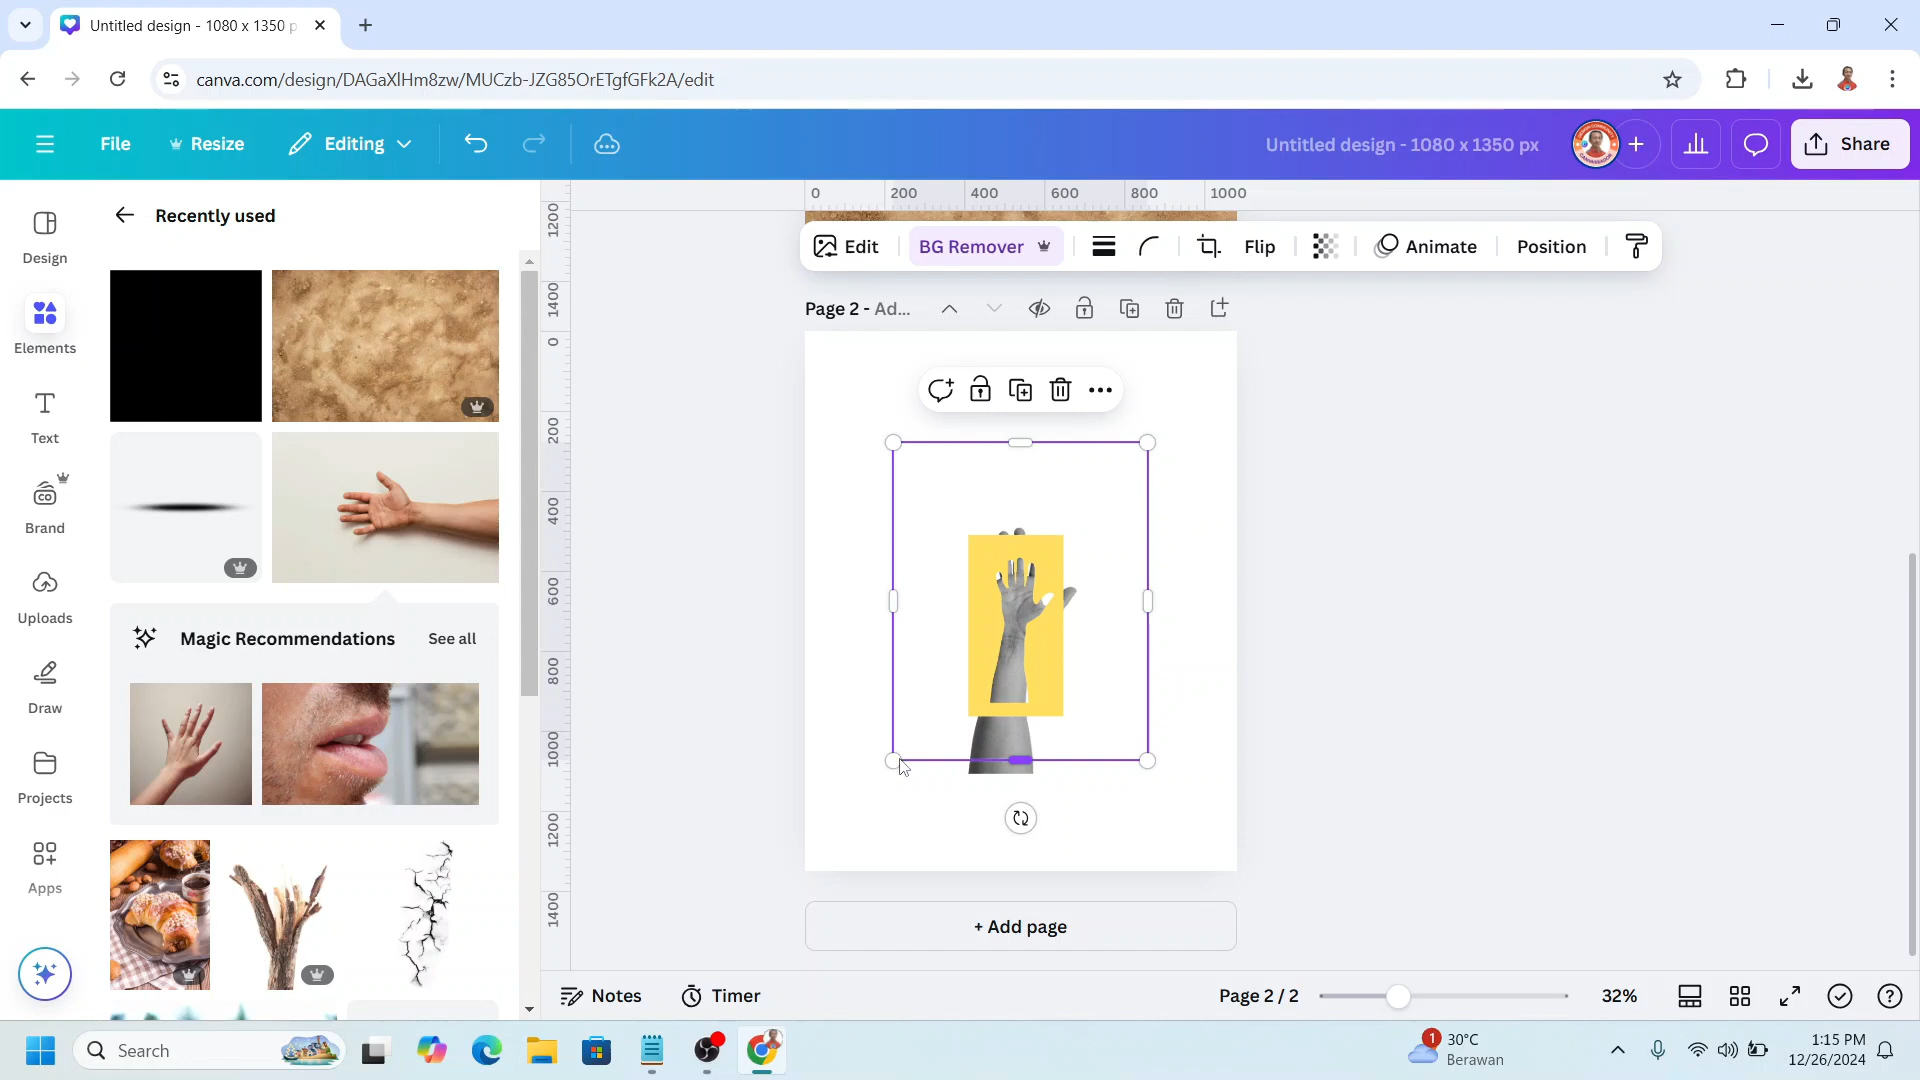 Untitled design - 1080 x 1350 p
canva.com/design/DAGaXlHm8zw/MUCzb-JZG85OrETgfGFk2A/edit
File
Resize
Editing
Untitled design - 1080 x 1350 px
Share
Design
Elements
Text
Brand
Uploads
Draw
Projects
Apps
Recently used
Magic Recommendations
See all
0 200 400 600 800 1000
1200
1400
0
200
400
600
800
1000
1200
1400
Edit
BG Remover
Flip
Animate
Position
Page 2 - Ad...
+ Add page
Notes
Timer
Page 2 / 2
32%
Search
1
30°C
Berawan
1:15 PM
12/26/2024